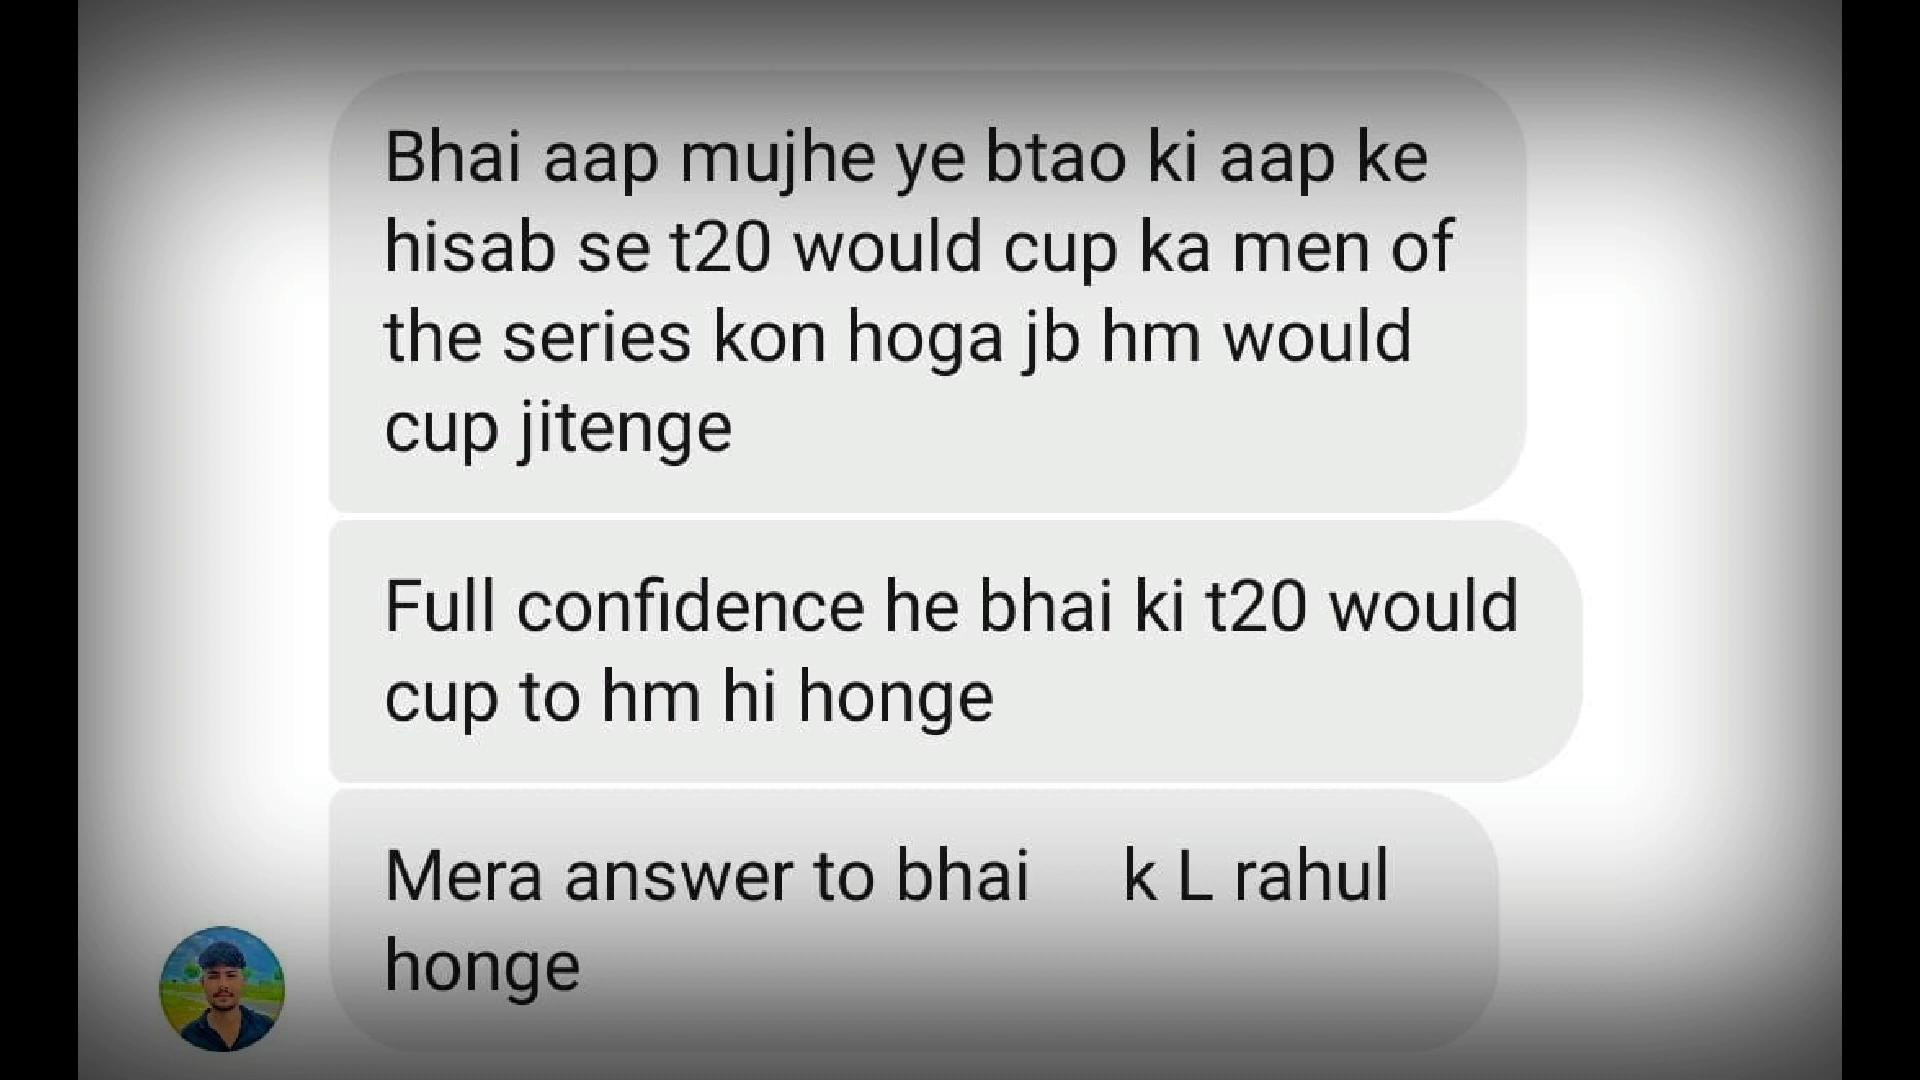 Bhai aap mujhe ye btao ki aap ke
hisab se t20 would cup ka men of
the series kon hoga jb hm would
cup jitenge
Full confidence he bhai ki t20 would
cup to hm hi honge
Mera answer to bhai k L rahul
honge